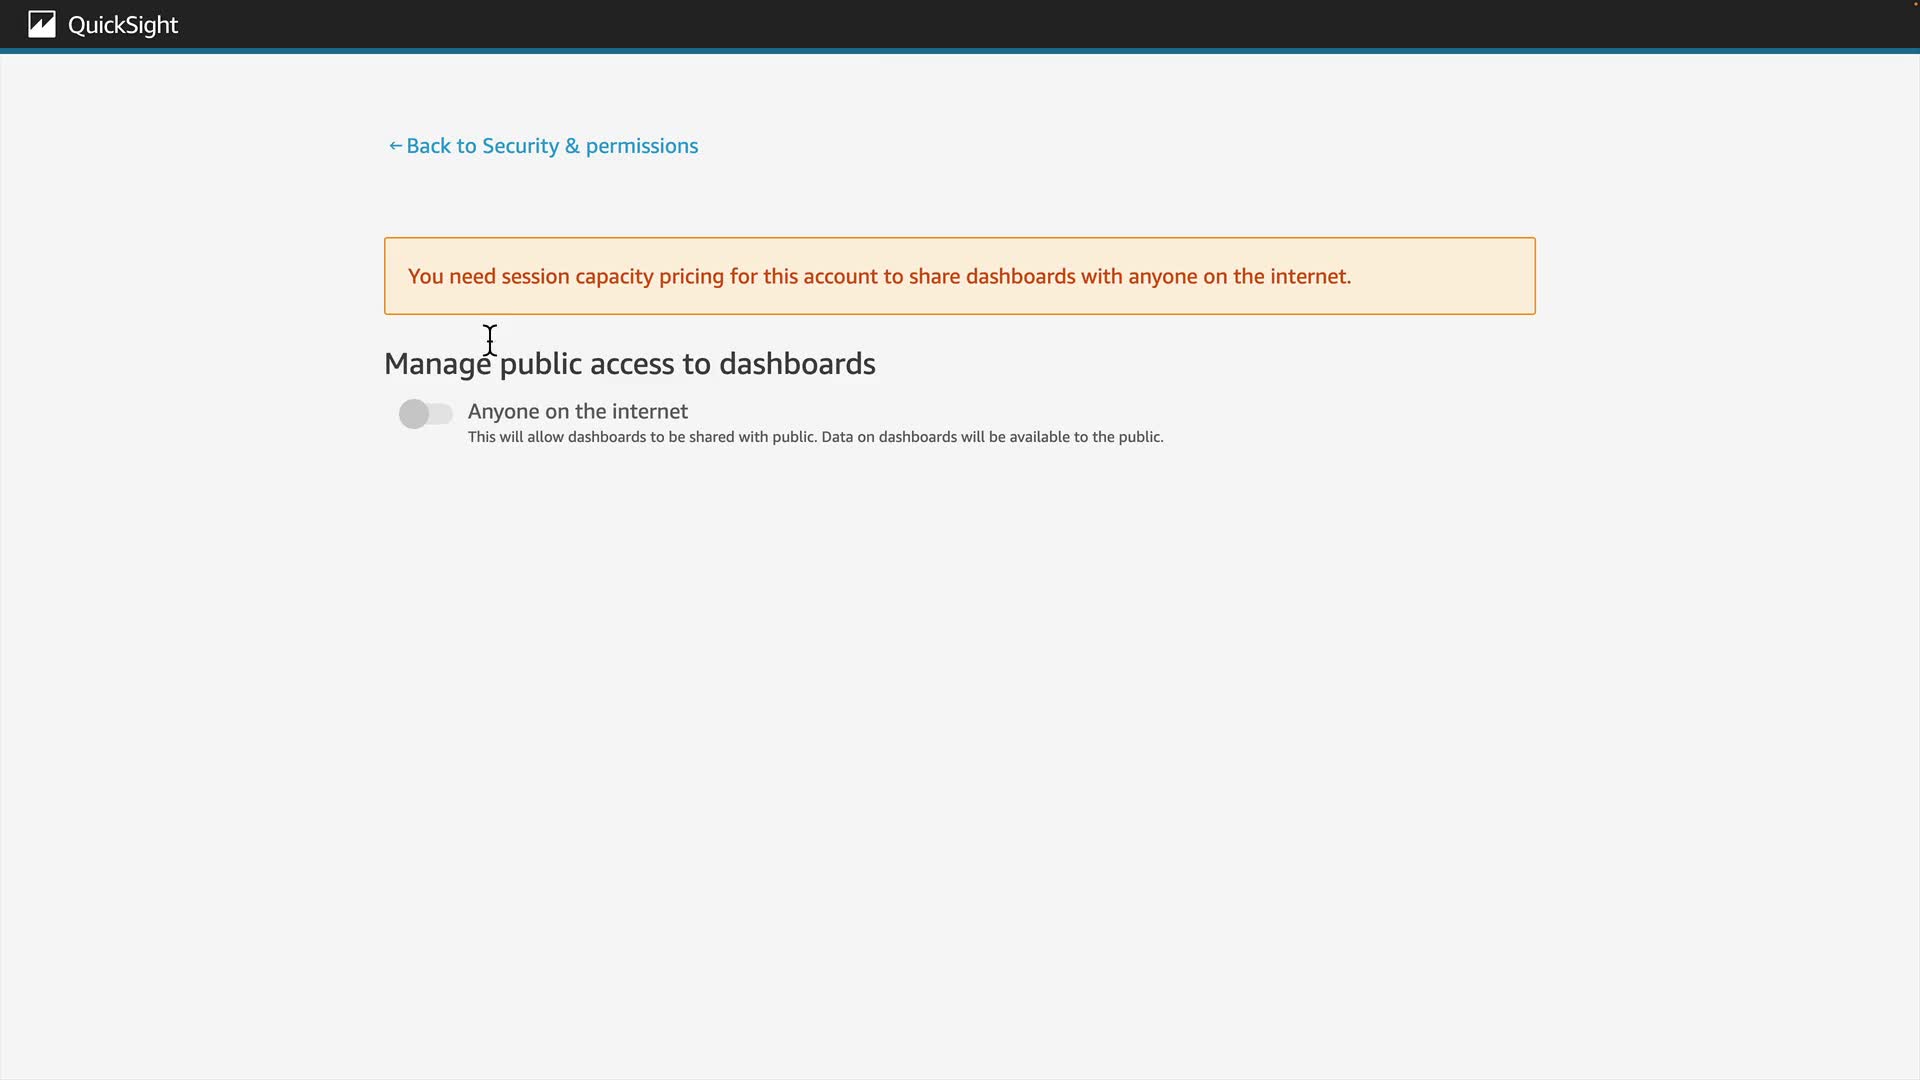 QuickSight
←Back to Security & permissions
You need session capacity pricing for this account to share dashboards with anyone on the internet.
Manage public access to dashboards
Anyone on the internet
This will allow dashboards to be shared with public. Data on dashboards will be available to the public.